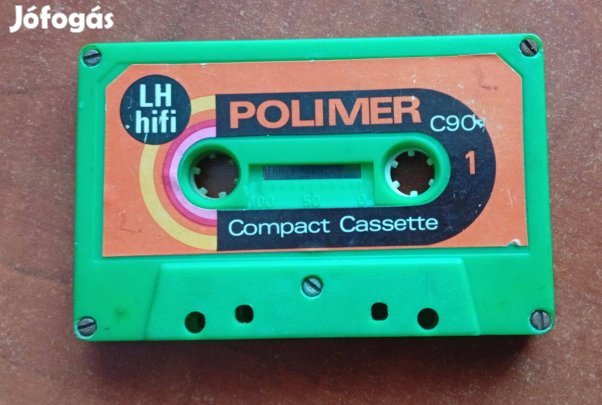 Jófogás
LH
hifi
POLIMER
C90
1
100 50 0
Compact Cassette